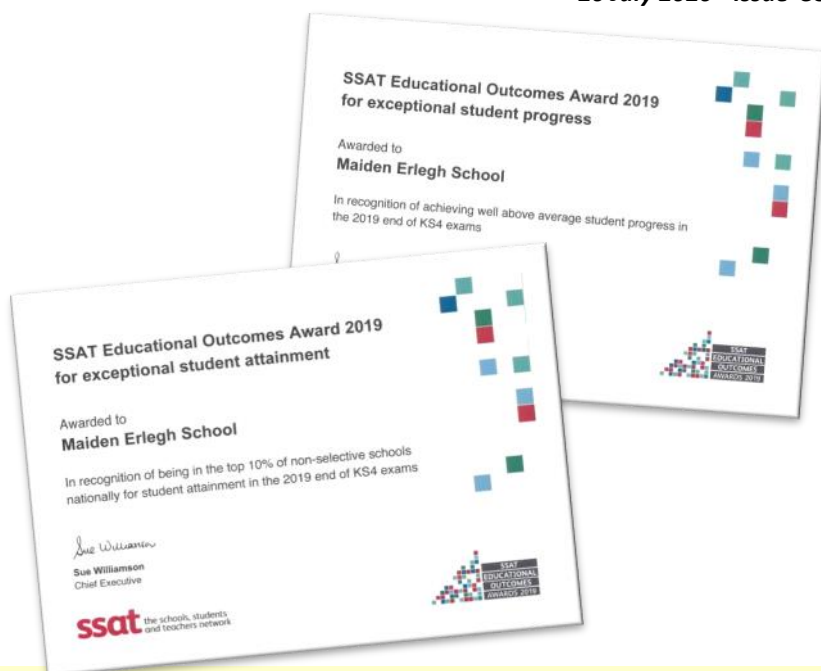 SSAT Educational Outcomes Award 2019
for exceptional student progress
Awarded to
Maiden Erlegh School
In recognition of achieving well above average student progress in
the 2019 end of KS4 exams
SSAT
EDUCATIONAL
OUTCOMES
AWARDS 2019
SSAT Educational Outcomes Award 2019
for exceptional student attainment
Awarded to
Maiden Erlegh School
In recognition of being in the top 10% of non-selective schools
nationally for student attainment in the 2019 end of KS4 exams
Sue Williamson
Sue Williamson
Chief Executive
ssat the schools, students
and teachers network
SSAT
EDUCATIONAL
OUTCOMES
AWARDS 2019